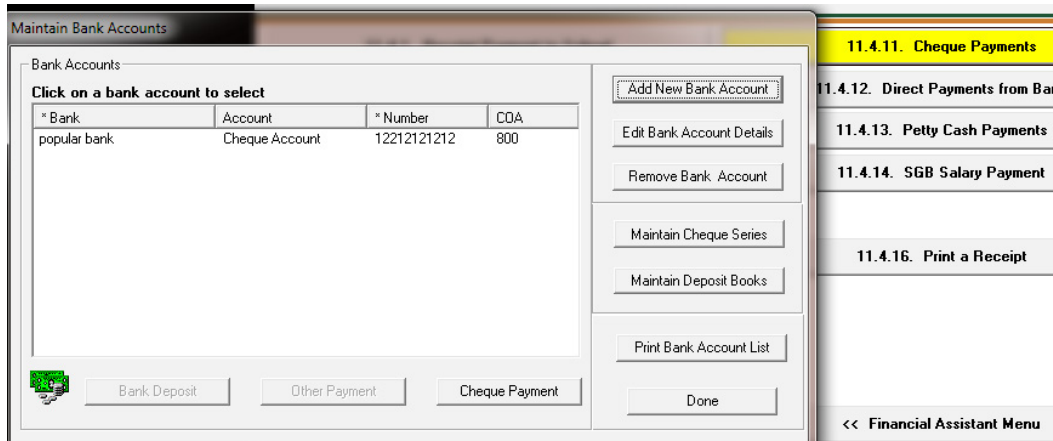 Maintain Bank Accounts
Bank Accounts
Click on a bank account to select
* Bank Account * Number COA
popular bank Cheque Account 12212121212 800
Add New Bank Account
Edit Bank Account Details
Remove Bank Account
Maintain Cheque Series
Maintain Deposit Books
Print Bank Account List
Done
Bank Deposit Other Payment Cheque Payment
11.4.11. Cheque Payments
11.4.12. Direct Payments from
11.4.13. Petty Cash Payments
11.4.14. SGB Salary Payment
11.4.16. Print a Receipt
<< Financial Assistant Menu